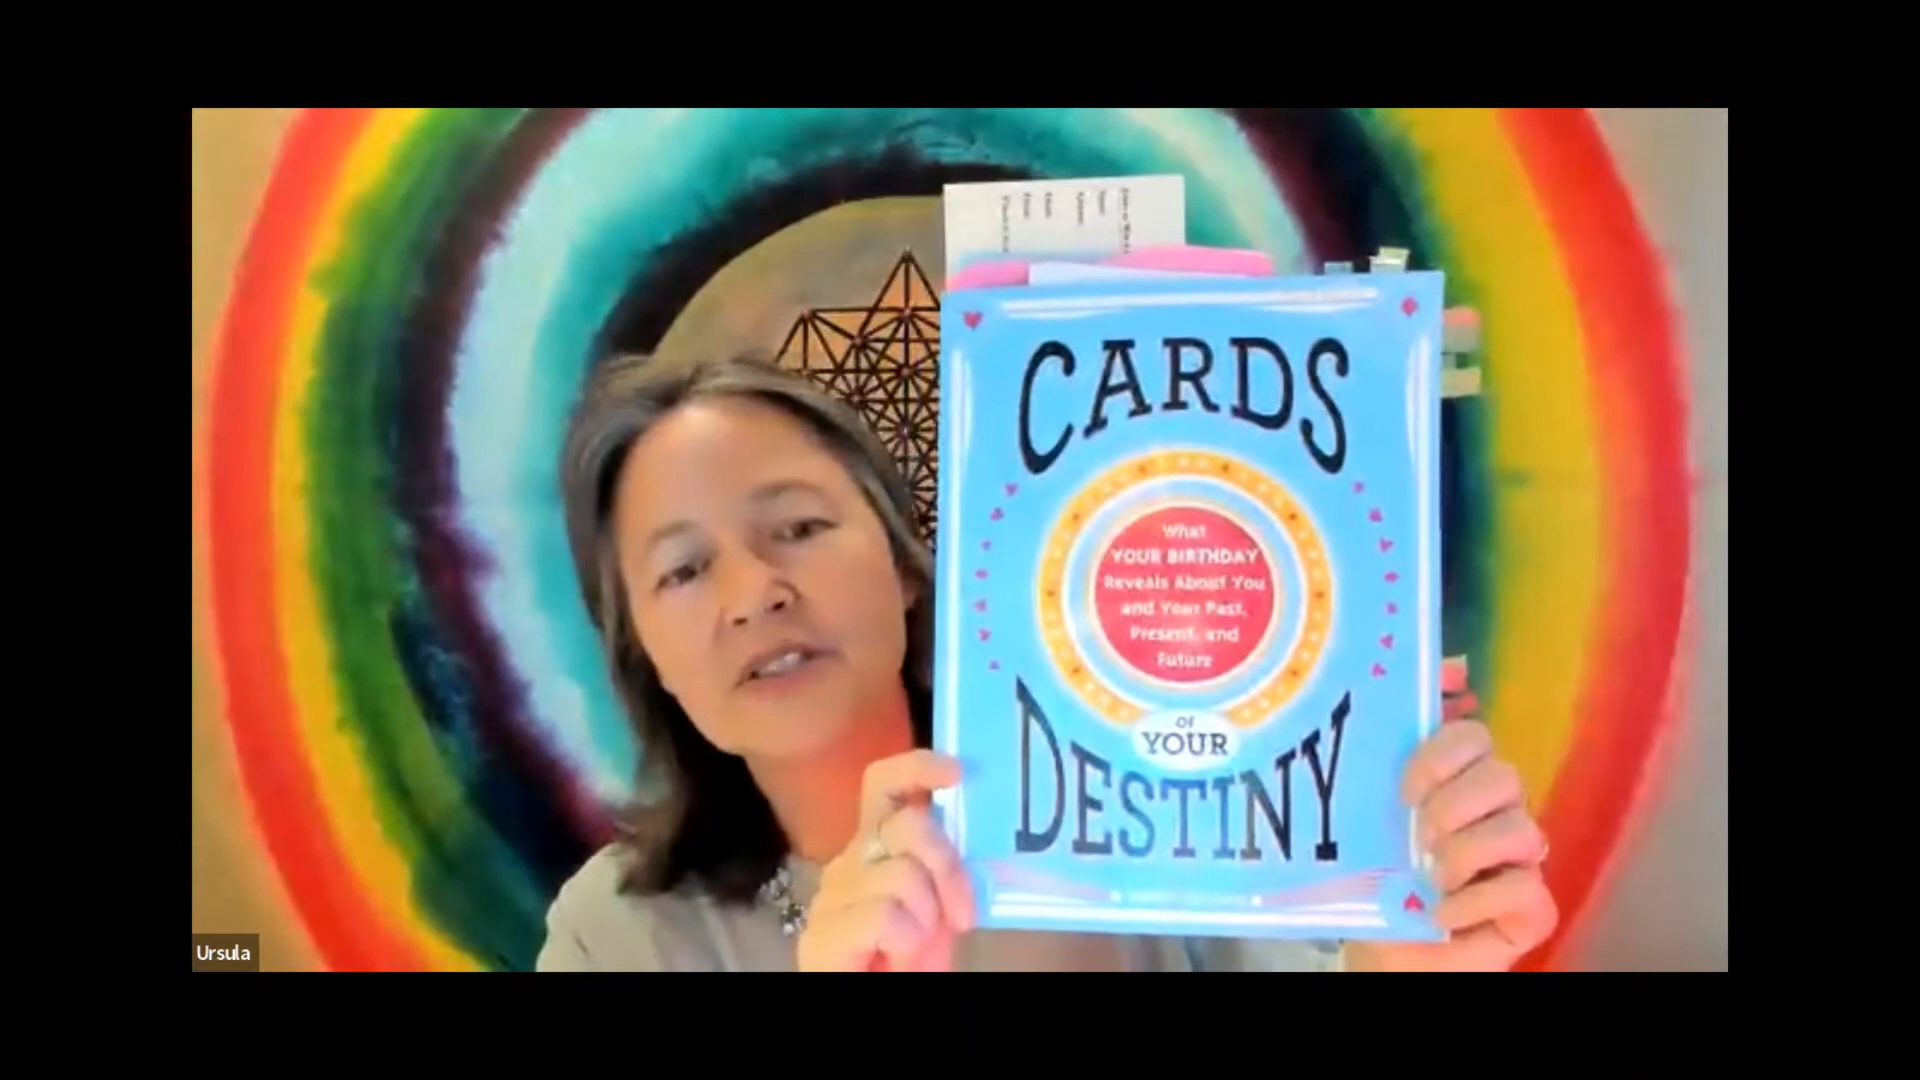 CARDS
What
YOUR BIRTHDAY
Reveals About You
and Your Past,
Present, and
Future
OF
YOUR
DESTINY
Ursula